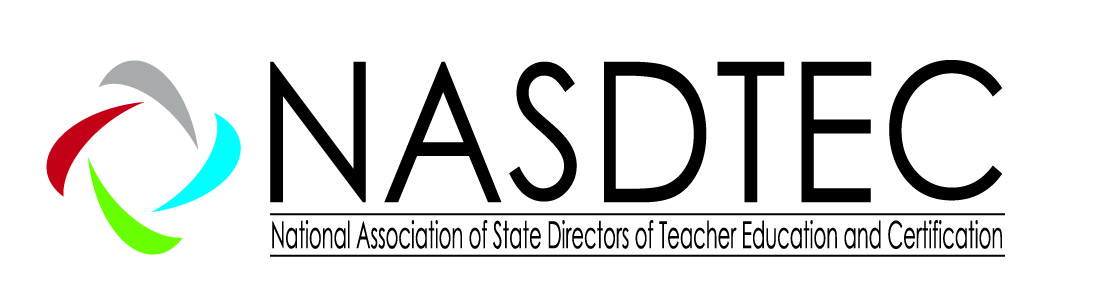 NASDTEC
National Association of State Directors of Teacher Education and Certification